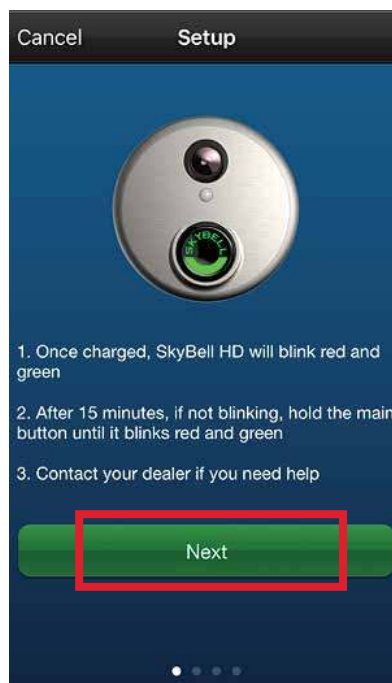 Cancel Setup
SKYBELL
1. Once charged, SkyBell HD will blink red and
green
2. After 15 minutes, if not blinking, hold the main
button until it blinks red and green
3. Contact your dealer if you need help
Next